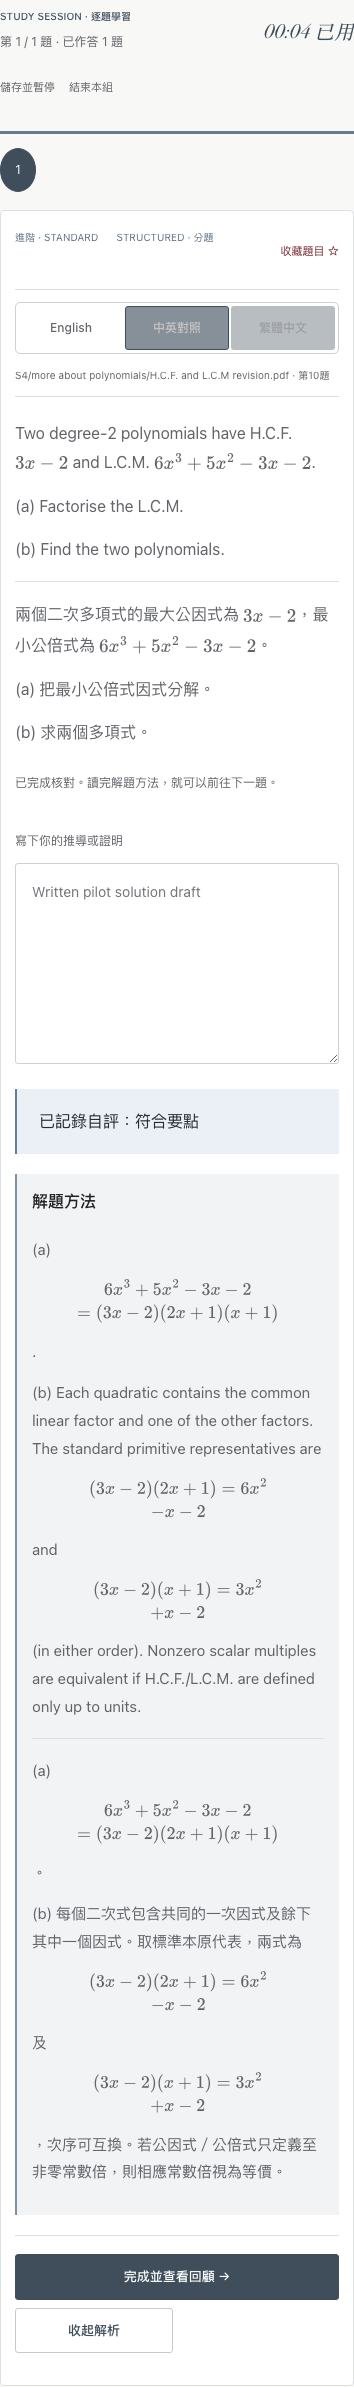 STUDY SESSION · 逐題學習
第 1 / 1 題 · 已作答 1 題
00:04 已用
儲存並暫停 結束本組
1
進階 · STANDARD STRUCTURED · 分題
收藏題目 ☆
English 中英對照 繁體中文
S4/more about polynomials/H.C.F. and L.C.M revision.pdf · 第10題
Two degree-2 polynomials have H.C.F.
3x − 2 and L.C.M. 6x³ + 5x² − 3x − 2.
(a) Factorise the L.C.M.
(b) Find the two polynomials.
兩個二次多項式的最大公因式為 3x − 2，最
小公倍式為 6x³ + 5x² − 3x − 2。
(a) 把最小公倍式因式分解。
(b) 求兩個多項式。
已完成核對。讀完解題方法，就可以前往下一題。
寫下你的推導或證明
Written pilot solution draft
已記錄自評：符合要點
解題方法
(a)
6x³ + 5x² − 3x − 2
= (3x − 2)(2x + 1)(x + 1)
.
(b) Each quadratic contains the common
linear factor and one of the other factors.
The standard primitive representatives are
(3x − 2)(2x + 1) = 6x²
−x − 2
and
(3x − 2)(x + 1) = 3x²
+x − 2
(in either order). Nonzero scalar multiples
are equivalent if H.C.F./L.C.M. are defined
only up to units.
(a)
6x³ + 5x² − 3x − 2
= (3x − 2)(2x + 1)(x + 1)
。
(b) 每個二次式包含共同的一次因式及餘下
其中一個因式。取標準本原代表，兩式為
(3x − 2)(2x + 1) = 6x²
−x − 2
及
(3x − 2)(x + 1) = 3x²
+x − 2
，次序可互換。若公因式 / 公倍式只定義至
非零常數倍，則相應常數倍視為等價。
完成並查看回顧 →
收起解析